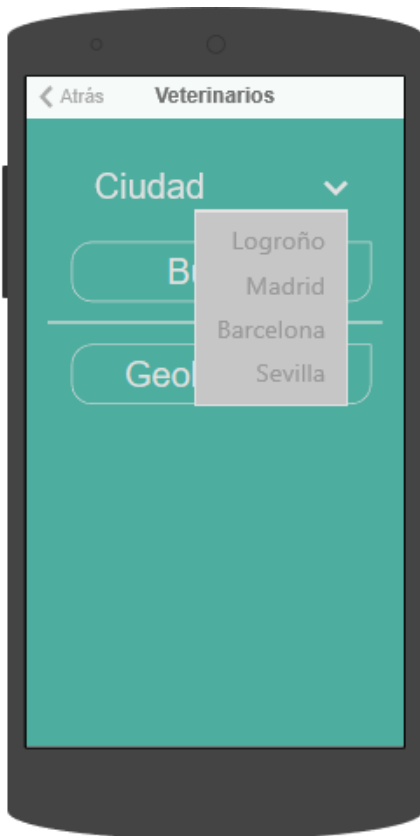 Atrás Veterinarios
Ciudad
Logroño
Madrid
Barcelona
Sevilla